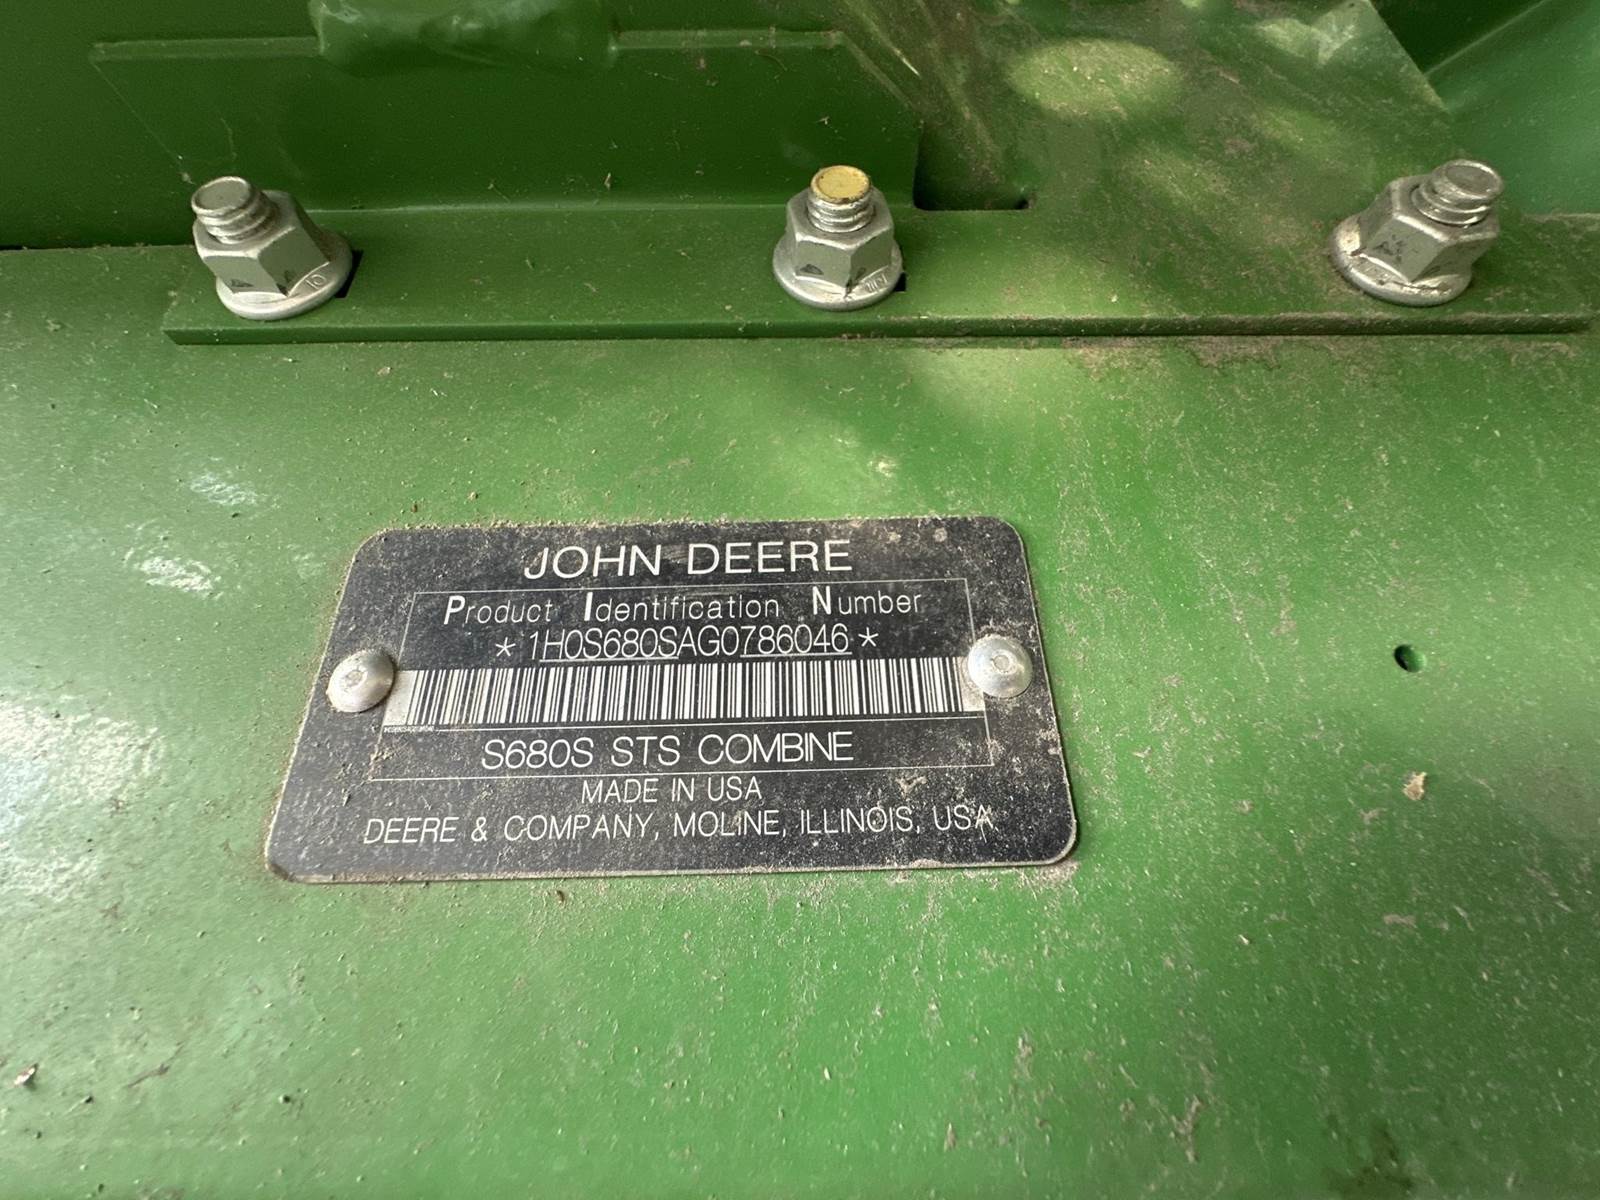 JOHN DEERE
Product Identification Number
* 1H0S680SAG0786046 *
S680S STS COMBINE
MADE IN USA
DEERE & COMPANY, MOLINE, ILLINOIS, USA